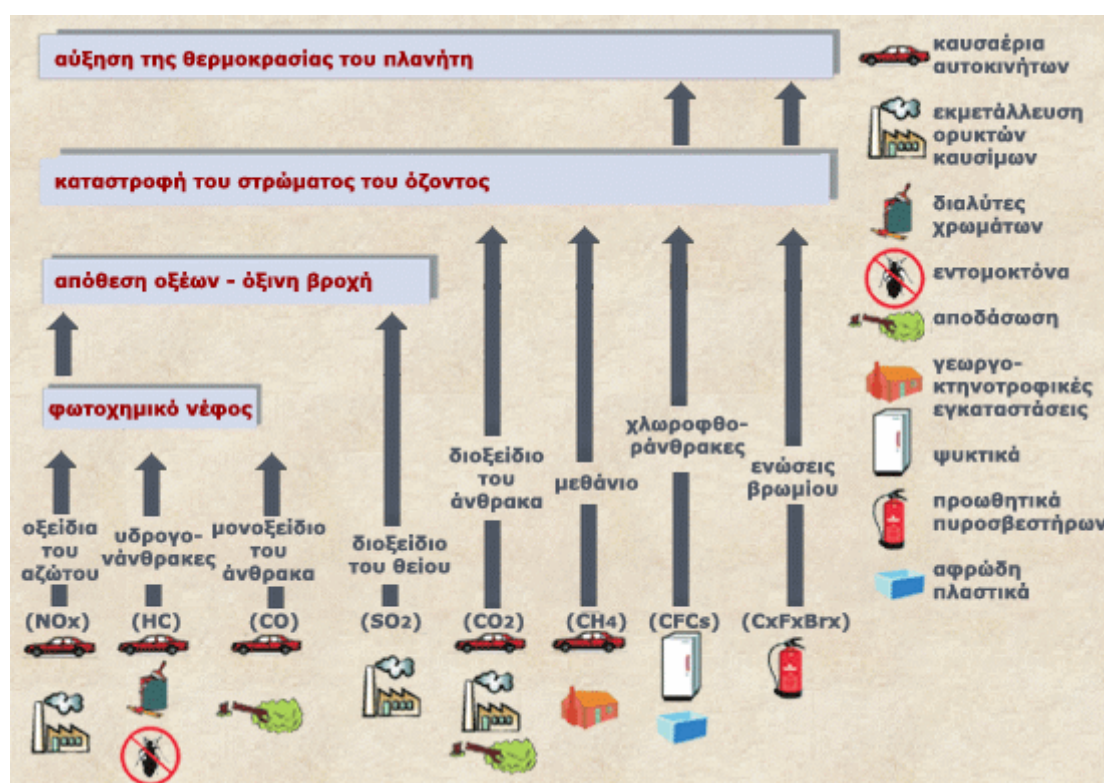 αύξηση της θερμοκρασίας του πλανήτη
καταστροφή του στρώματος του όζοντος
απόθεση οξέων - όξινη βροχή
φωτοχημικό νέφος
οξείδια
του
αζώτου
(NOx)
υδρογο-
νάνθρακες
(HC)
μονοξείδιο
του
άνθρακα
(CO)
διοξείδιο
του θείου
(SO2)
διοξείδιο
του
άνθρακα
(CO2)
μεθάνιο
(CH4)
χλωροφθο-
ράνθρακες
(CFCs)
ενώσεις
βρωμίου
(CxFxBrx)
καυσαέρια
αυτοκινήτων
εκμετάλλευση
ορυκτών
καυσίμων
διαλύτες
χρωμάτων
εντομοκτόνα
αποδάσωση
γεωργο-
κτηνοτροφικές
εγκαταστάσεις
ψυκτικά
προωθητικά
πυροσβεστήρων
αφρώδη
πλαστικά